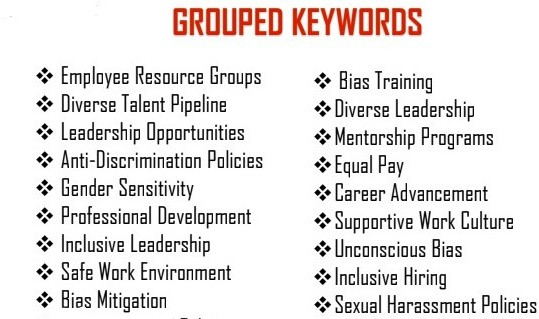 GROUPED KEYWORDS
❖ Employee Resource Groups
❖ Diverse Talent Pipeline
❖ Leadership Opportunities
❖ Anti-Discrimination Policies
❖ Gender Sensitivity
❖ Professional Development
❖ Inclusive Leadership
❖ Safe Work Environment
❖ Bias Mitigation
❖ Bias Training
❖ Diverse Leadership
❖ Mentorship Programs
❖ Equal Pay
❖ Career Advancement
❖ Supportive Work Culture
❖ Unconscious Bias
❖ Inclusive Hiring
❖ Sexual Harassment Policies